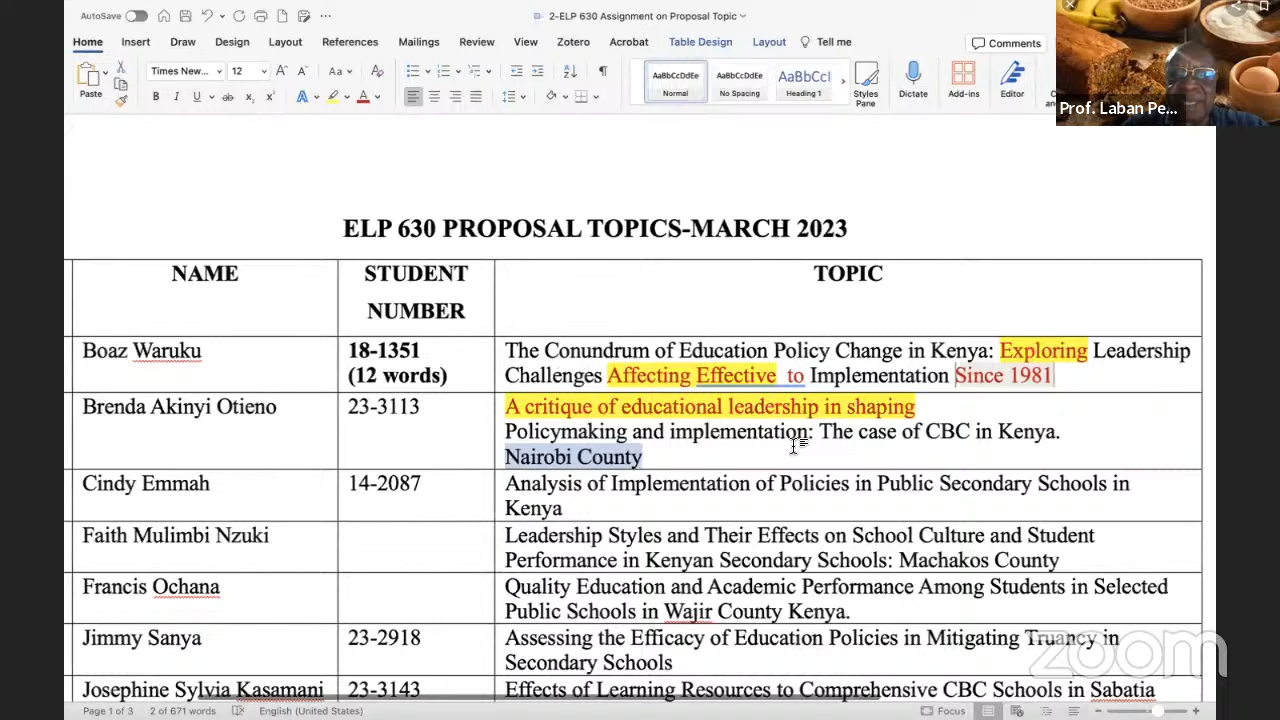 AutoSave
2-ELP 630 Assignment on Proposal Topic
Home Insert Draw Design Layout References Mailings Review View Zotero Acrobat Table Design Layout Tell me
Comments
Paste
Times New... 12
AaBbCcDdEe AaBbCcDdEe AaBbCcI
Normal No Spacing Heading 1
Styles Pane
Dictate Add-ins Editor
Prof. Laban Pe...
ELP 630 PROPOSAL TOPICS-MARCH 2023
NAME STUDENT NUMBER TOPIC
Boaz Waruku 18-1351 The Conundrum of Education Policy Change in Kenya: Exploring Leadership
(12 words) Challenges Affecting Effective to Implementation Since 1981
Brenda Akinyi Otieno 23-3113 A critique of educational leadership in shaping
Policymaking and implementation: The case of CBC in Kenya.
Nairobi County
Cindy Emmah 14-2087 Analysis of Implementation of Policies in Public Secondary Schools in
Kenya
Faith Mulimbi Nzuki Leadership Styles and Their Effects on School Culture and Student
Performance in Kenyan Secondary Schools: Machakos County
Francis Ochana Quality Education and Academic Performance Among Students in Selected
Public Schools in Wajir County Kenya.
Jimmy Sanya 23-2918 Assessing the Efficacy of Education Policies in Mitigating Truancy in
Secondary Schools
zoom
Josephine Sylvia Kasamani 23-3143 Effects of Learning Resources to Comprehensive CBC Schools in Sabatia
Page 1 of 3 2 of 671 words English (United States) Focus